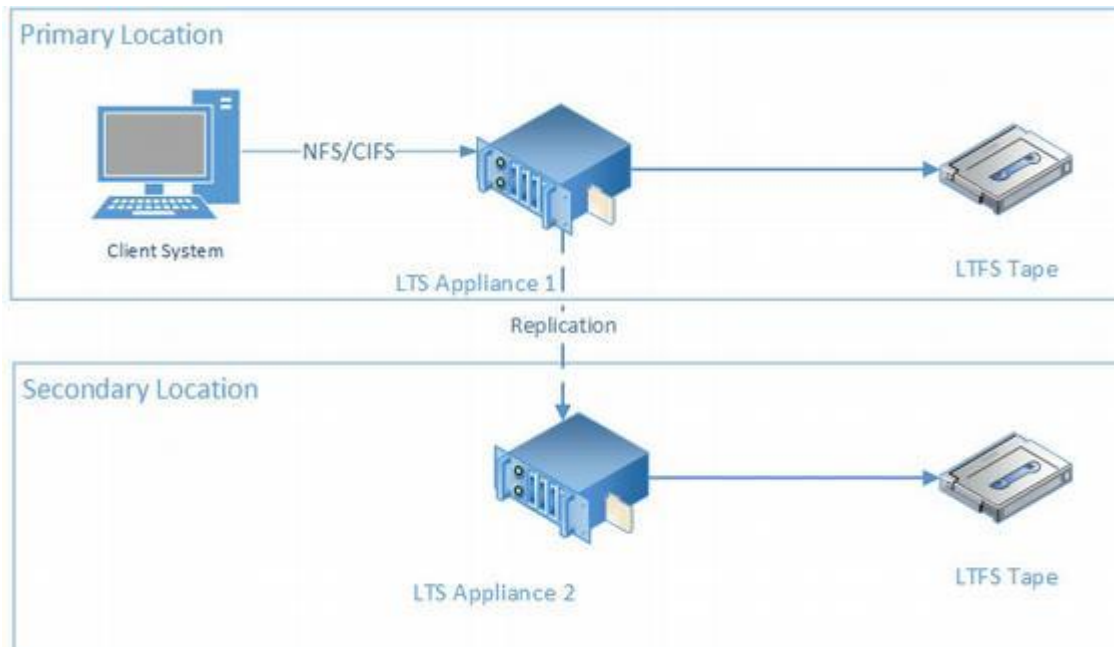 Primary Location
NFS/CIFS
Client System
LTS Appliance 1
LTFS Tape
Replication
Secondary Location
LTS Appliance 2
LTFS Tape